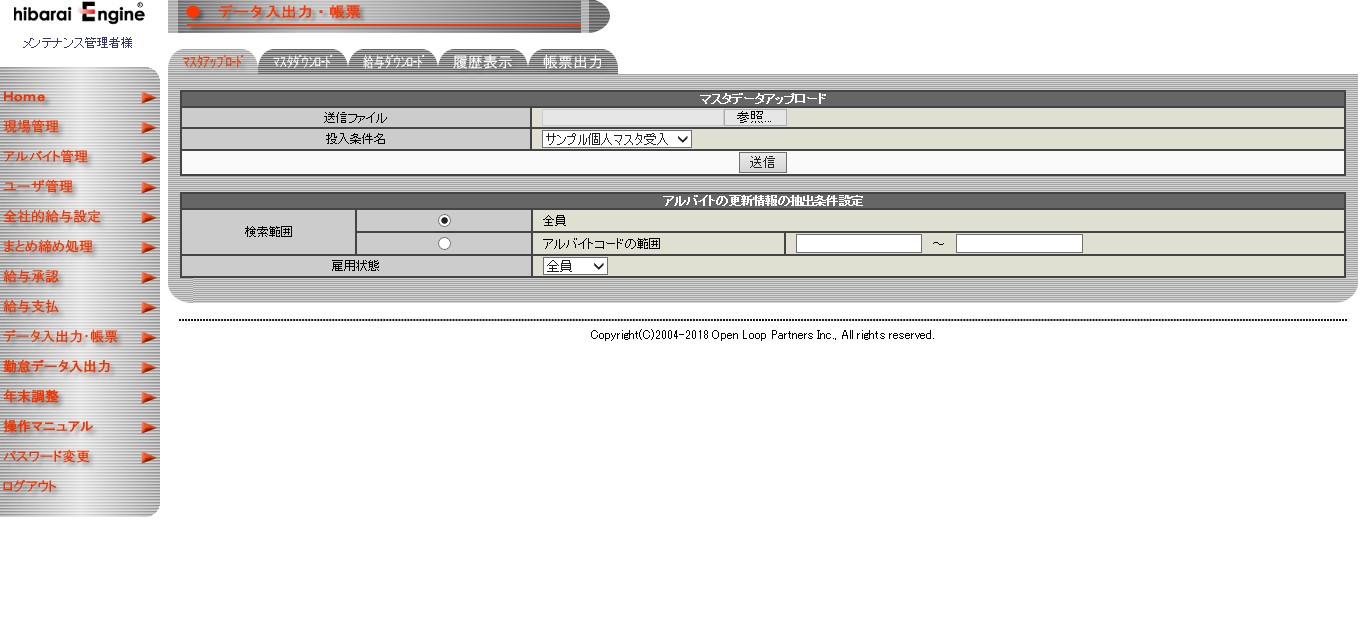 hibarai Engine®
メンテナンス管理者様
Home
現場管理
アルバイト管理
ユーザ管理
全社的給与設定
まとめ締め処理
給与承認
給与支払
データ入出力・帳票
勤怠データ入出力
年末調整
操作マニュアル
パスワード変更
ログアウト
データ入出力・帳票
マスタアップロード マスタダウンロード 給与ダウンロード 履歴表示 帳票出力
マスタデータアップロード
送信ファイル 参照...
投入条件名 サンプル個人マスタ受入
送信
アルバイトの更新情報の抽出条件設定
検索範囲 全員
アルバイトコードの範囲 ～
雇用状態 全員
Copyright(C)2004-2018 Open Loop Partners Inc., All rights reserved.